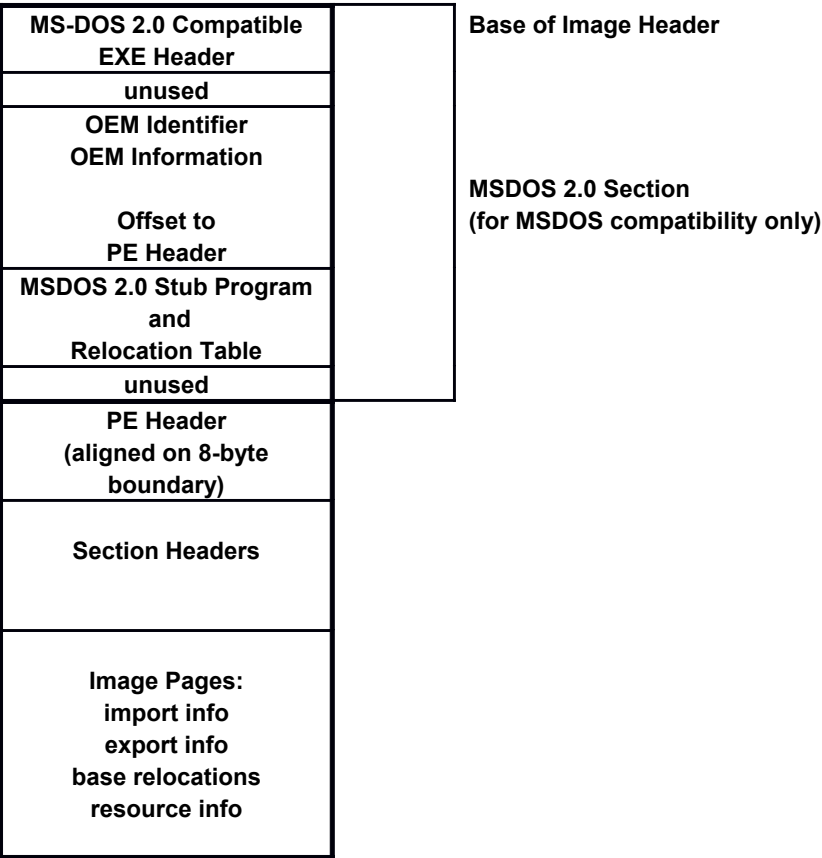 MS-DOS 2.0 Compatible
EXE Header
Base of Image Header
unused
OEM Identifier
OEM Information
Offset to
PE Header
MSDOS 2.0 Section
(for MSDOS compatibility only)
MSDOS 2.0 Stub Program
and
Relocation Table
unused
PE Header
(aligned on 8-byte
boundary)
Section Headers
Image Pages:
import info
export info
base relocations
resource info